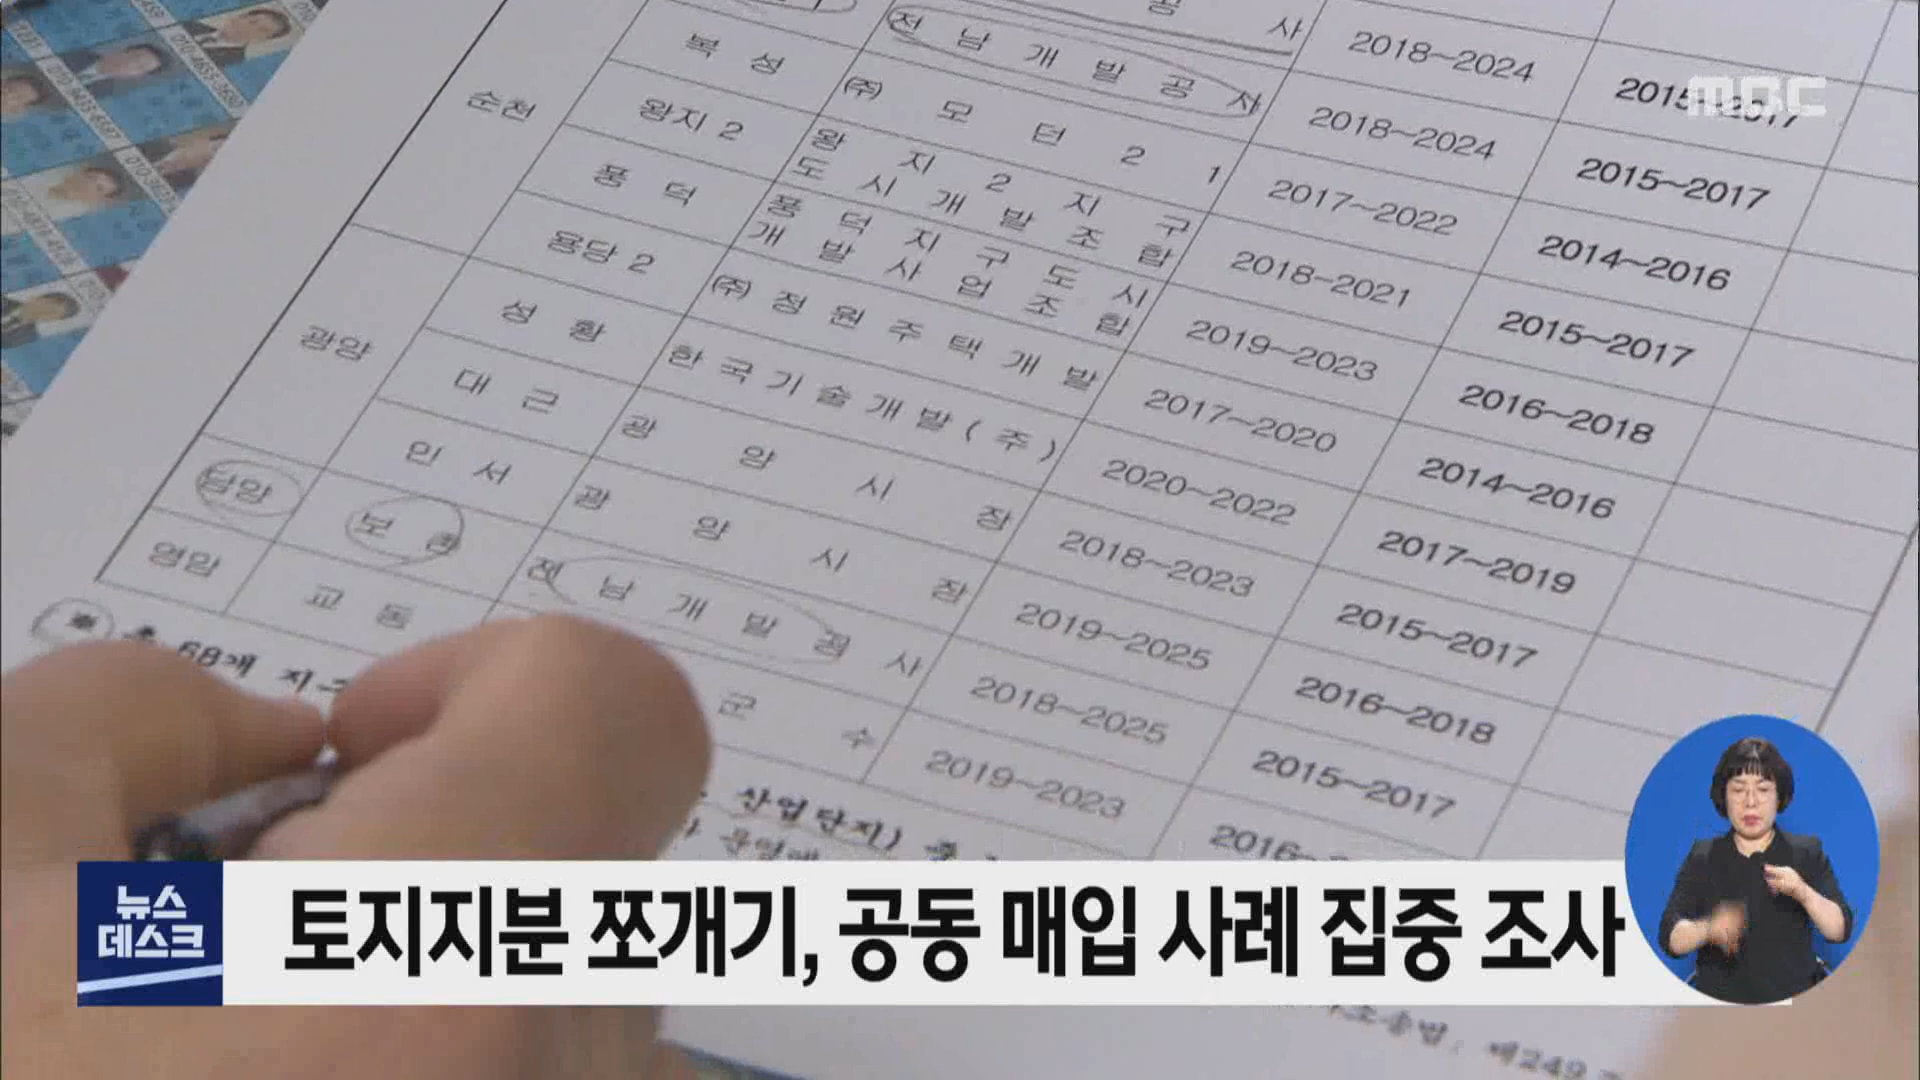 공 사 2018~2024 2015~2017
전 남 개 발 공 사 2018~2024 2015~2017
순천 복 성 ㈜ 모 던 2 1 2017~2022 2014~2016
왕지 2 왕 지 2 지 구
도 시 개 발 조 합 2018-2021 2015~2017
풍 덕 풍 덕 지 구 도 시
개 발 사 업 조 합 2019~2023 2016~2018
용당 2 ㈜ 정 원 주 택 개 발 2017~2020 2014~2016
광양 성 황 한 국 기 술 개 발 ( 주 ) 2020~2022 2017~2019
대 근 광 양 시 장 2018~2023 2015~2017
인 서 광 양 시 장 2019~2025 2016~2018
담양 보 전 남 개 발 공 사 2018~2025 2015~2017
영암 교 동 군 수 2019~2023 2016~
※ 총 68개 지구
산업단지)
제249
MBC
뉴스
데스크
토지지분 쪼개기, 공동 매입 사례 집중 조사